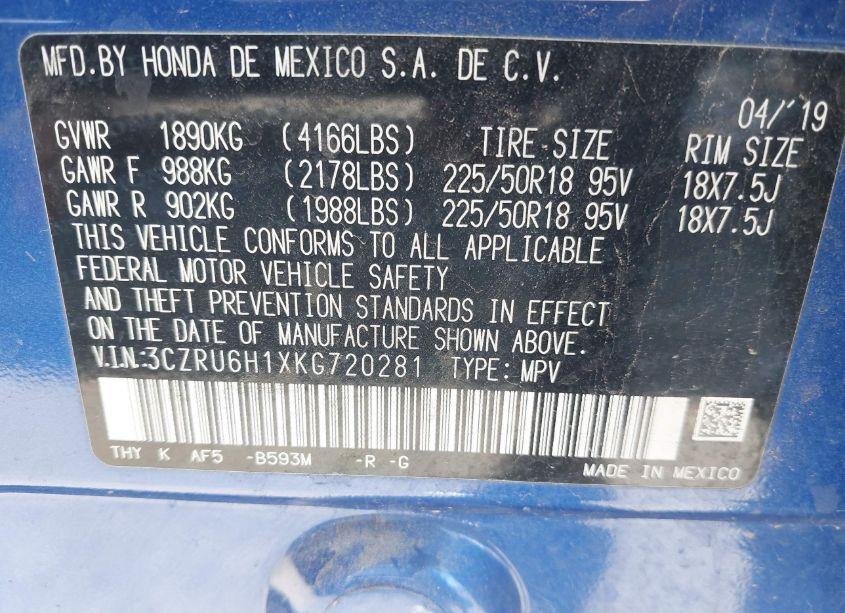 MFD.BY HONDA DE MEXICO S.A. DE C.V.
04/'19
GVWR 1890KG (4166LBS) TIRE SIZE RIM SIZE
GAWR F 988KG (2178LBS) 225/50R18 95V 18X7.5J
GAWR R 902KG (1988LBS) 225/50R18 95V 18X7.5J
THIS VEHICLE CONFORMS TO ALL APPLICABLE
FEDERAL MOTOR VEHICLE SAFETY
AND THEFT PREVENTION STANDARDS IN EFFECT
ON THE DATE OF MANUFACTURE SHOWN ABOVE.
V.I.N.:3CZRU6H1XKG720281 TYPE: MPV
THY K AF5 -B593M -R -G
MADE IN MEXICO